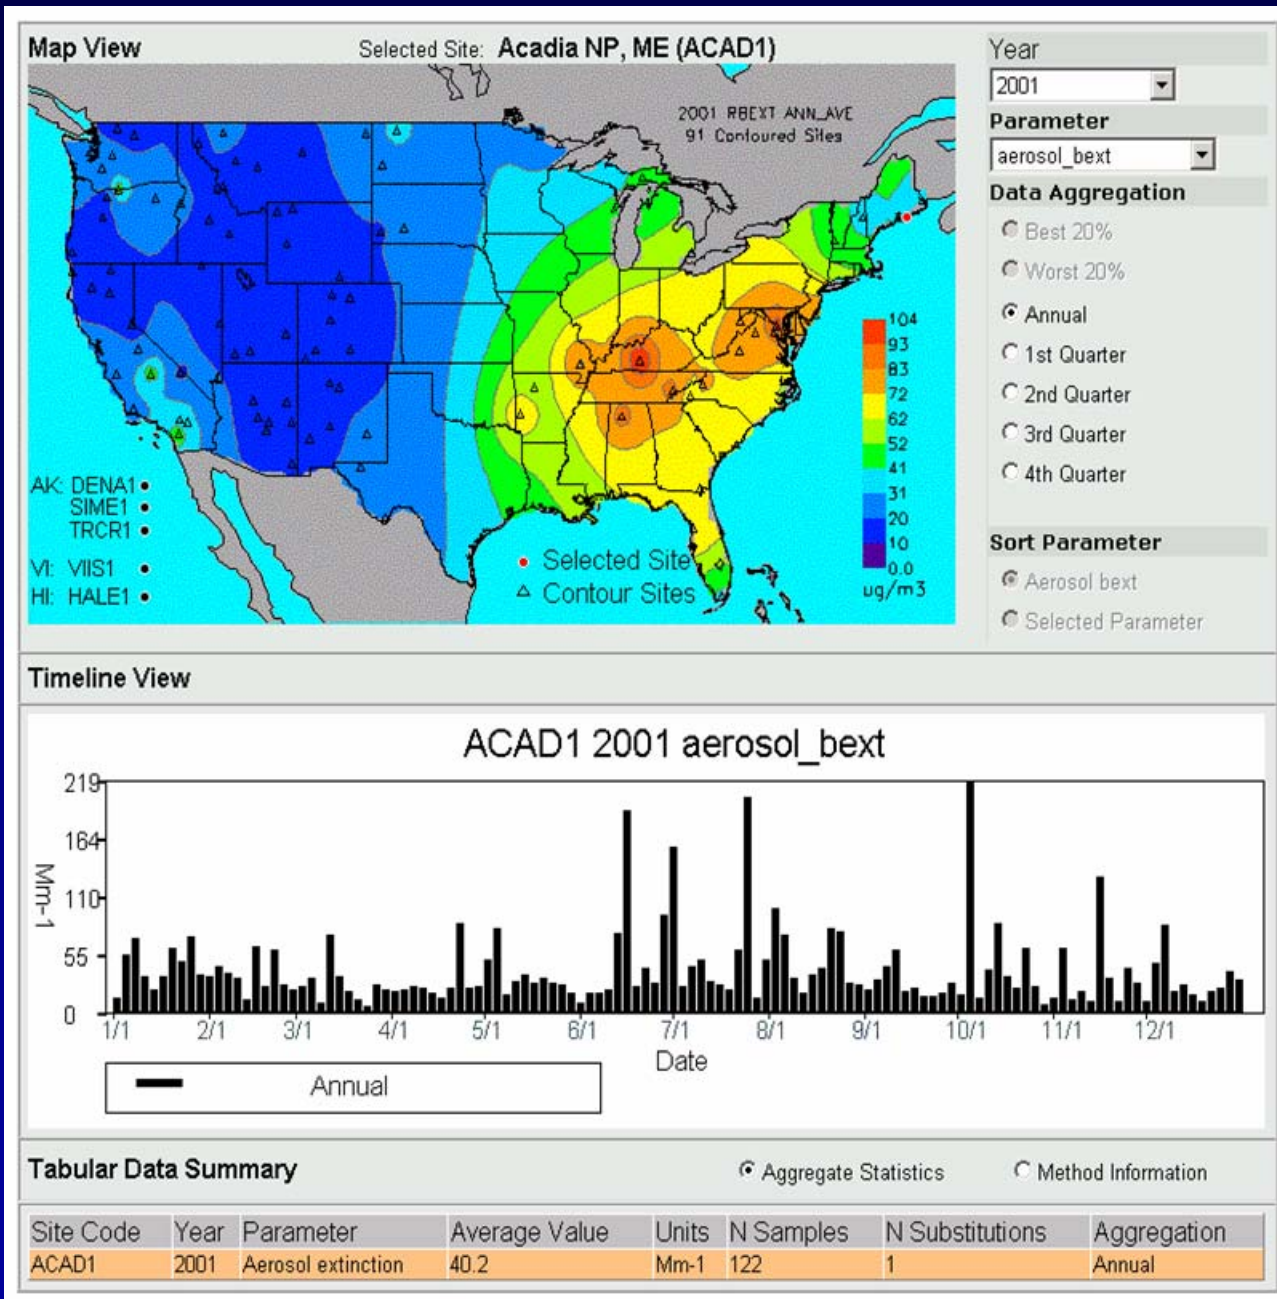 Map View
Selected Site: Acadia NP, ME (ACAD1)
2001 RBEXT ANN_AVE
91 Contoured Sites
104
93
83
72
62
52
41
31
20
10
0.0
ug/m3
AK: DENA1
SIME1
TRCR1
VI: VIIS1
HI: HALE1
Selected Site
Contour Sites
Year
2001
Parameter
aerosol_bext
Data Aggregation
Best 20%
Worst 20%
Annual
1st Quarter
2nd Quarter
3rd Quarter
4th Quarter
Sort Parameter
Aerosol bext
Selected Parameter
Timeline View
ACAD1 2001 aerosol_bext
219
164
110
55
0
Mm-1
1/1 2/1 3/1 4/1 5/1 6/1 7/1 8/1 9/1 10/1 11/1 12/1
Date
Annual
Tabular Data Summary
Aggregate Statistics Method Information
Site Code Year Parameter Average Value Units N Samples N Substitutions Aggregation
ACAD1 2001 Aerosol extinction 40.2 Mm-1 122 1 Annual